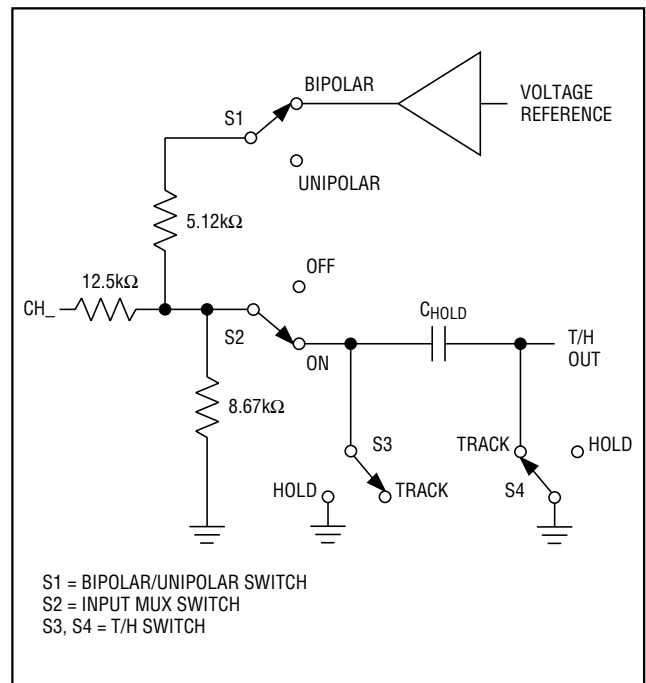 BIPOLAR
VOLTAGE
REFERENCE
S1
UNIPOLAR
5.12kΩ
OFF
12.5kΩ
CH_
CHOLD
S2
T/H
OUT
ON
8.67kΩ
S3
TRACK
HOLD
HOLD
TRACK
S4
S1 = BIPOLAR/UNIPOLAR SWITCH
S2 = INPUT MUX SWITCH
S3, S4 = T/H SWITCH